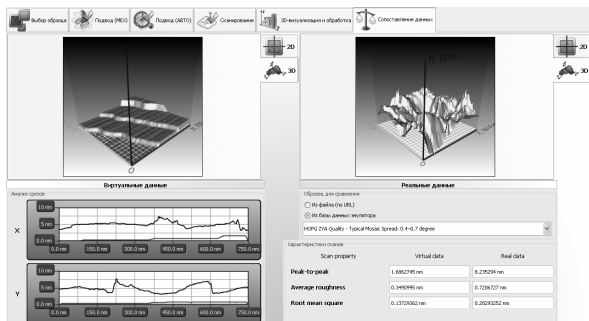 Выбор образца
Подвод (МЕХ)
Подвод (АВТО)
Сканирование
3D-визуализация и обработка
Сопоставление данных
2D
3D
2D
3D
Виртуальные данные
Реальные данные
Анализ срезов
X
10 nm
5 nm
0.0 nm
0.0 nm 150.0 nm 300.0 nm 450.0 nm 600.0 nm 750.0 nm
Y
10 nm
5 nm
0.0 nm
0.0 nm 150.0 nm 300.0 nm 450.0 nm 600.0 nm 750.0 nm
Образец для сравнения
Из файла (по URL)
Из базы данных эмулятора
HOPG ZYA Quality - Typical Mosaic Spread: 0.4-0.7 degree
Характеристики сканов
Scan property Virtual data Real data
Peak-to-peak 1.6862745 nm 8.235294 nm
Average roughness 0.3490995 nm 0.7206727 nm
Root mean square 0.13729362 nm 0.28293252 nm